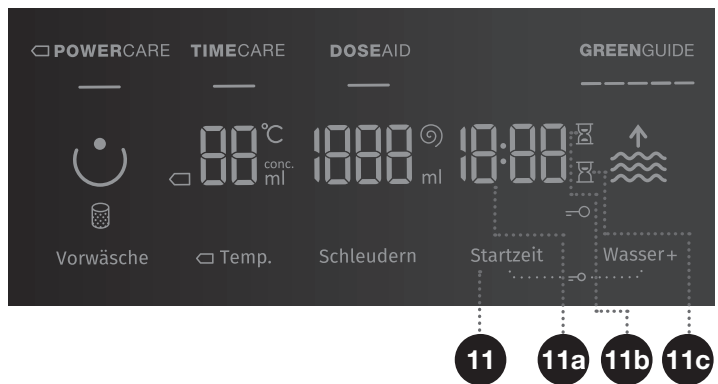 POWERCARE TIMECARE DOSEAID GREENGUIDE
88 °C 1888 18:88
conc.
ml ml
Vorwäsche Temp. Schleudern Startzeit Wasser+
11 11a 11b 11c